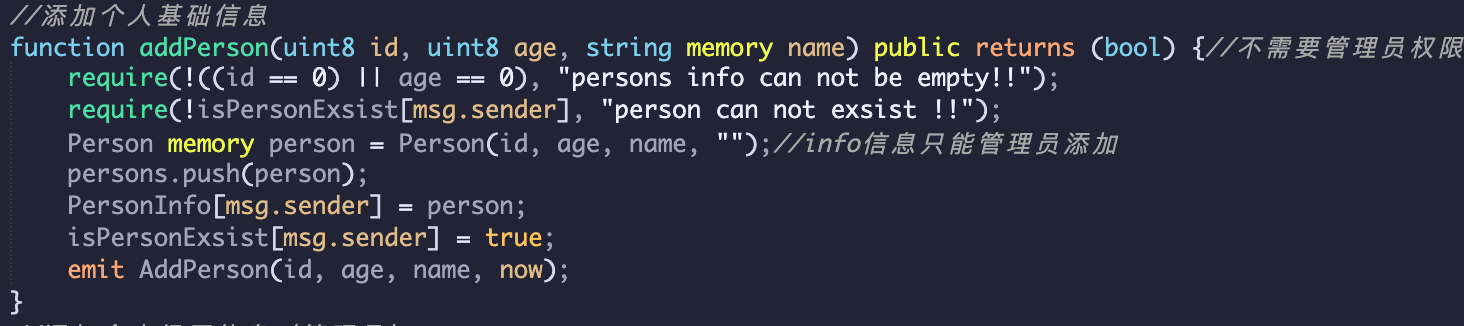 //添加个人基础信息
function addPerson(uint8 id, uint8 age, string memory name) public returns (bool) {//不需要管理员权限
require(!((id == 0) || age == 0), "persons info can not be empty!!");
require(!isPersonExsist[msg.sender], "person can not exsist !!");
Person memory person = Person(id, age, name, "");//info信息只能管理员添加
persons.push(person);
PersonInfo[msg.sender] = person;
isPersonExsist[msg.sender] = true;
emit AddPerson(id, age, name, now);
}